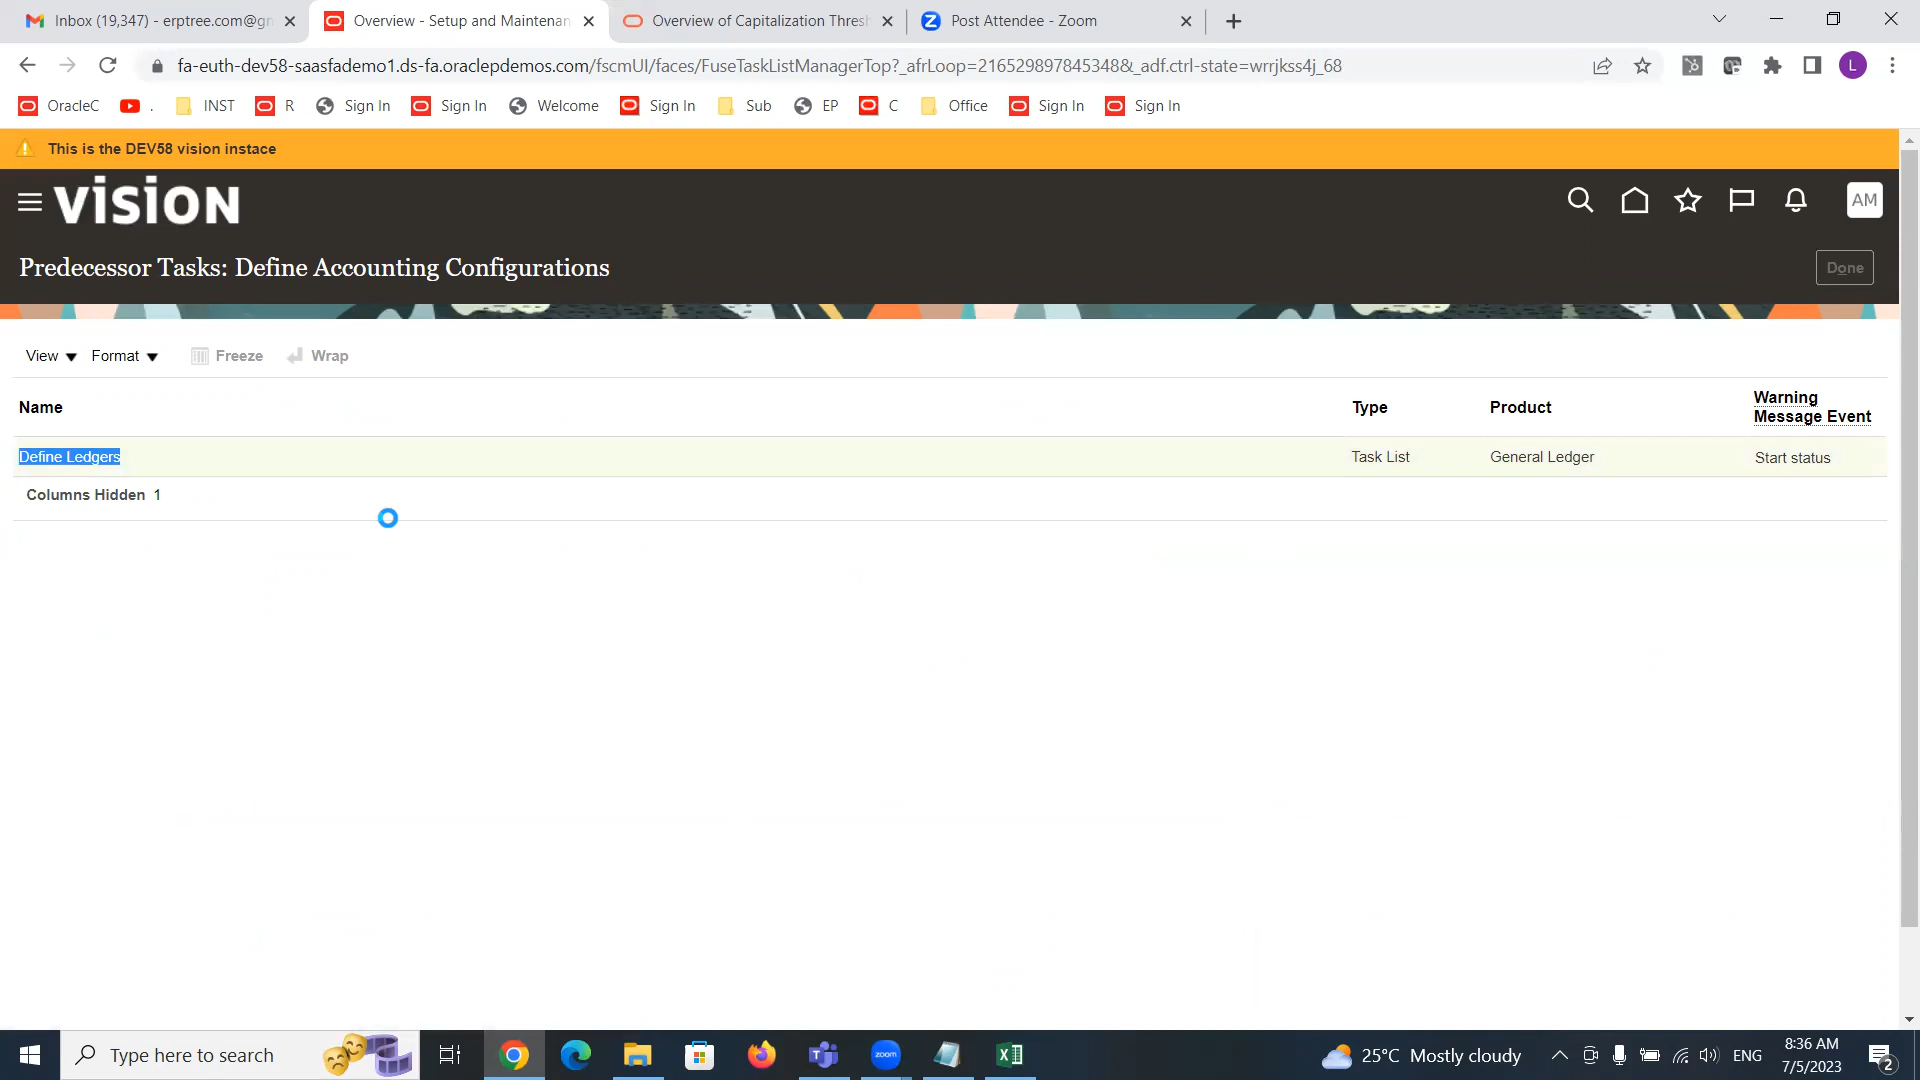 Inbox (19,347) - erptree.com@gm
Overview - Setup and Maintenan
Overview of Capitalization Thresh
Post Attendee - Zoom
fa-euth-dev58-saasfademo1.ds-fa.oraclepdemos.com/fscmUI/faces/FuseTaskListManagerTop?_afrLoop=216529897845348&_adf.ctrl-state=wrrjkss4j_68
L
OracleC
.
INST
R
Sign In
Sign In
Welcome
Sign In
Sub
EP
C
Office
Sign In
Sign In
This is the DEV58 vision instace
vision
AM
Predecessor Tasks: Define Accounting Configurations
Done
View
Format
Freeze
Wrap
Name
Type
Product
Warning
Message Event
Define Ledgers
Task List
General Ledger
Start status
Columns Hidden 1
Type here to search
zoom
25°C Mostly cloudy
ENG
8:36 AM
7/5/2023
2